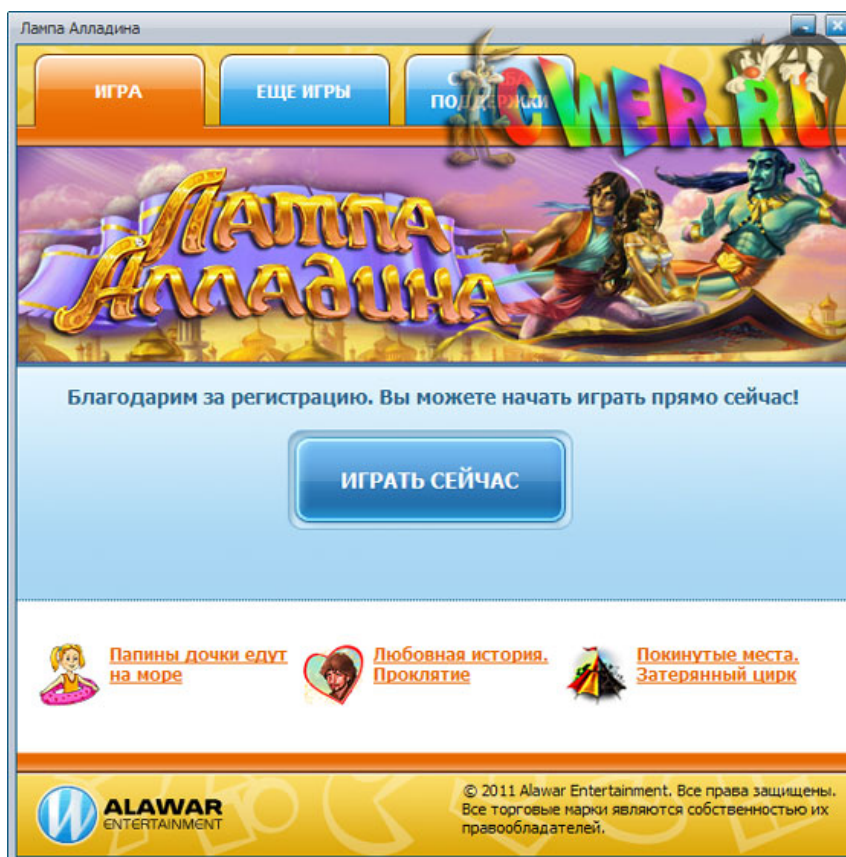 Лампа Алладина
ИГРА
ЕЩЕ ИГРЫ
ПОДДЕРЖКИ
CWER.RU
Лампа
Алладина
Благодарим за регистрацию. Вы можете начать играть прямо сейчас!
ИГРАТЬ СЕЙЧАС
Папины дочки едут
на море
Любовная история.
Проклятие
Покинутые места.
Затерянный цирк
ALAWAR
ENTERTAINMENT
© 2011 Alawar Entertainment. Все права защищены.
Все торговые марки являются собственностью их
правообладателей.